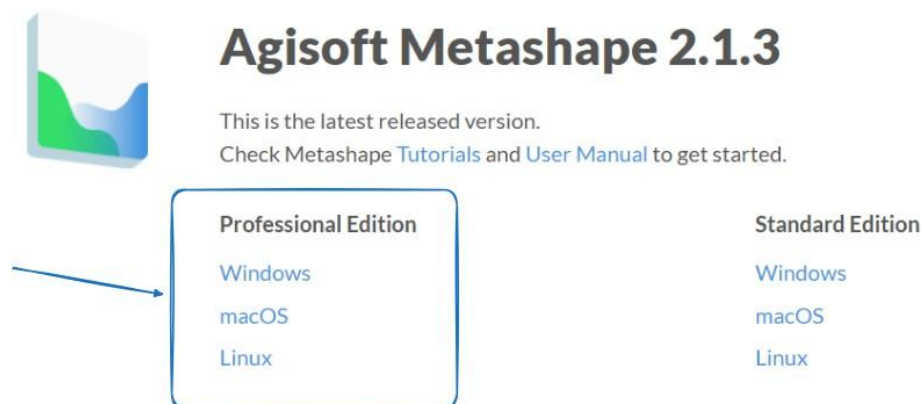 Agisoft Metashape 2.1.3
This is the latest released version.
Check Metashape Tutorials and User Manual to get started.
Professional Edition
Windows
macOS
Linux
Standard Edition
Windows
macOS
Linux